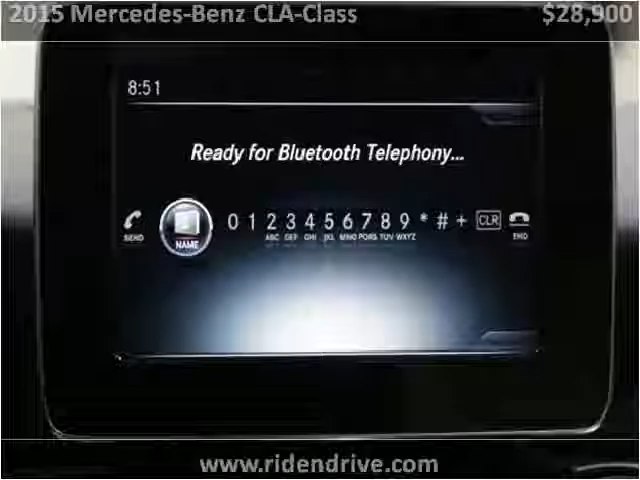 2015 Mercedes-Benz CLA-Class $28,900
8:51
Ready for Bluetooth Telephony...
0 1 2 3 4 5 6 7 8 9 * # + CLR
SEND NAME ABC DEF GHI JKL MNO PQRS TUV WXYZ END
www.ridendrive.com